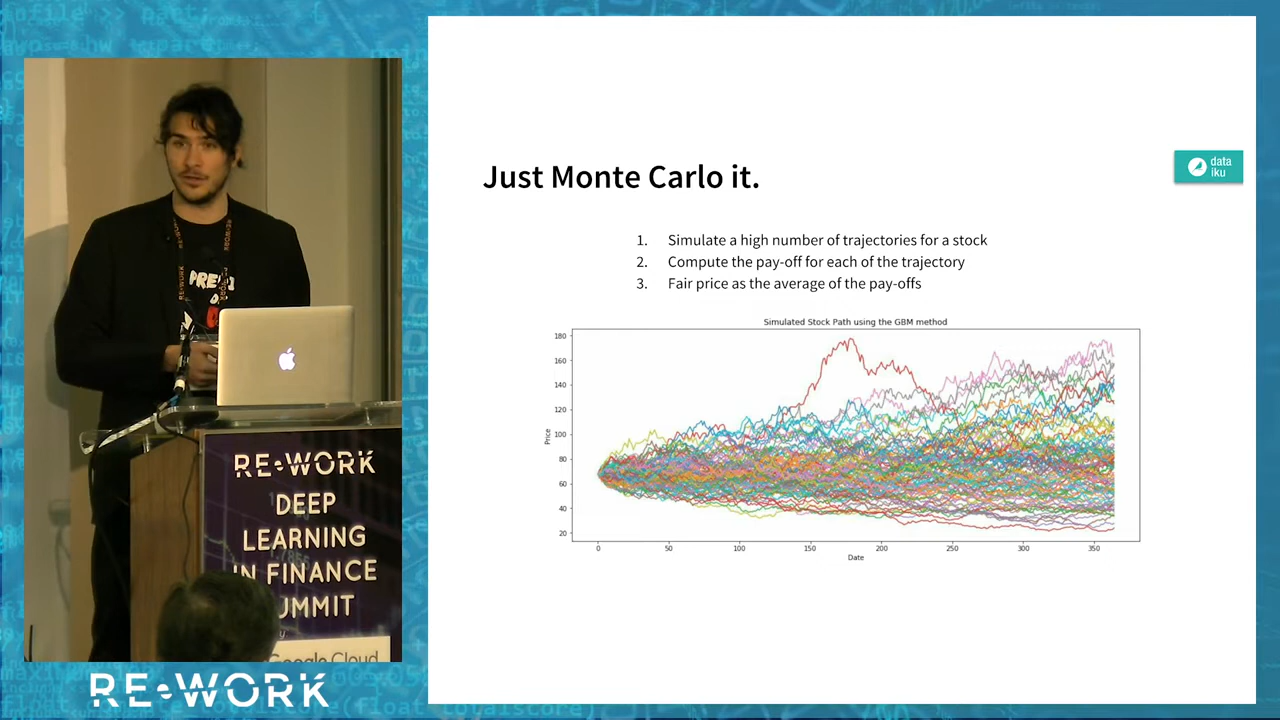 Just Monte Carlo it.
data
iku
1. Simulate a high number of trajectories for a stock
2. Compute the pay-off for each of the trajectory
3. Fair price as the average of the pay-offs
Simulated Stock Path using the GBM method
180
160
140
120
100
80
60
40
20
Price
0 50 100 150 200 250 300 350
Date
RE•WORK
DEEP
LEARNING
IN FINANCE
SUMMIT
Google Cloud
RE•WORK